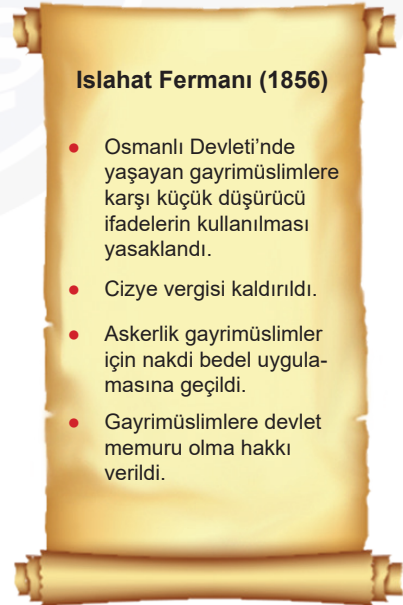 Islahat Fermanı (1856)
• Osmanlı Devleti’nde
yaşayan gayrimüslimlere
karşı küçük düşürücü
ifadelerin kullanılması
yasaklandı.
• Cizye vergisi kaldırıldı.
• Askerlik gayrimüslimler
için nakdi bedel uygula-
masına geçildi.
• Gayrimüslimlere devlet
memuru olma hakkı
verildi.